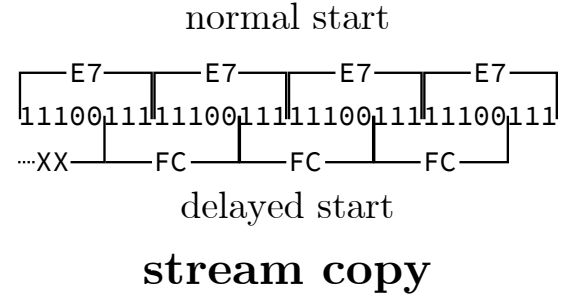 normal start
E7 E7 E7 E7
11100111111001111110011111100111
XX FC FC FC
delayed start
stream copy